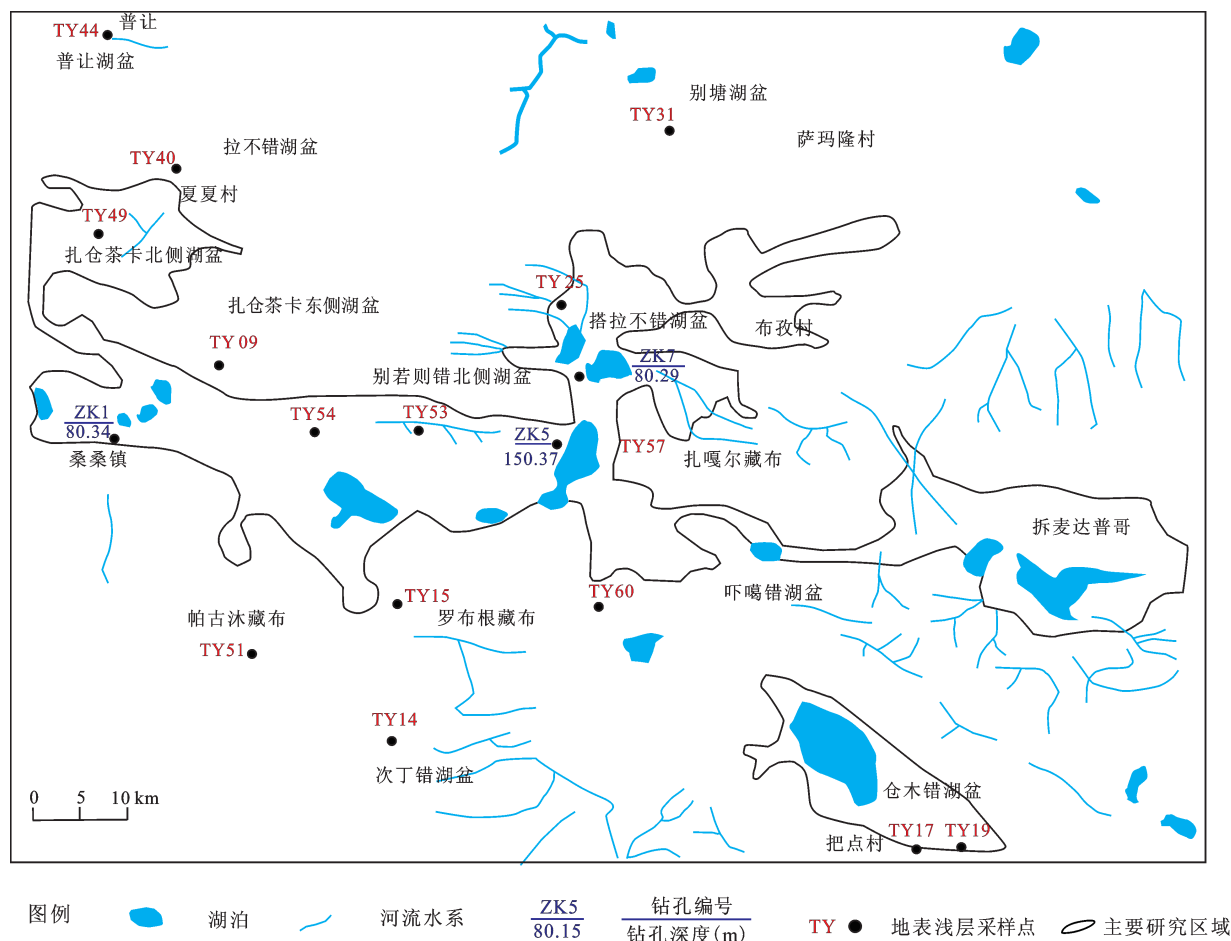 普让
TY44
普让湖盆
别塘湖盆
TY31
萨玛隆村
拉不错湖盆
TY40
夏夏村
TY49
扎仓茶卡北侧湖盆
TY 25
扎仓茶卡东侧湖盆
搭拉不错湖盆
布孜村
TY 09
ZK7
80.29
别若则错北侧湖盆
ZK1
80.34
TY54
TY53
ZK5
150.37
TY57
桑桑镇
扎嘎尔藏布
拆麦达普哥
TY15
TY60
吓噶错湖盆
帕古沐藏布
罗布根藏布
TY51
TY14
次丁错湖盆
仓木错湖盆
0 5 10 km
把点村
TY17 TY19
图例
湖泊
河流水系
ZK5
80.15
钻孔编号
钻孔深度(m)
TY
地表浅层采样点
主要研究区域